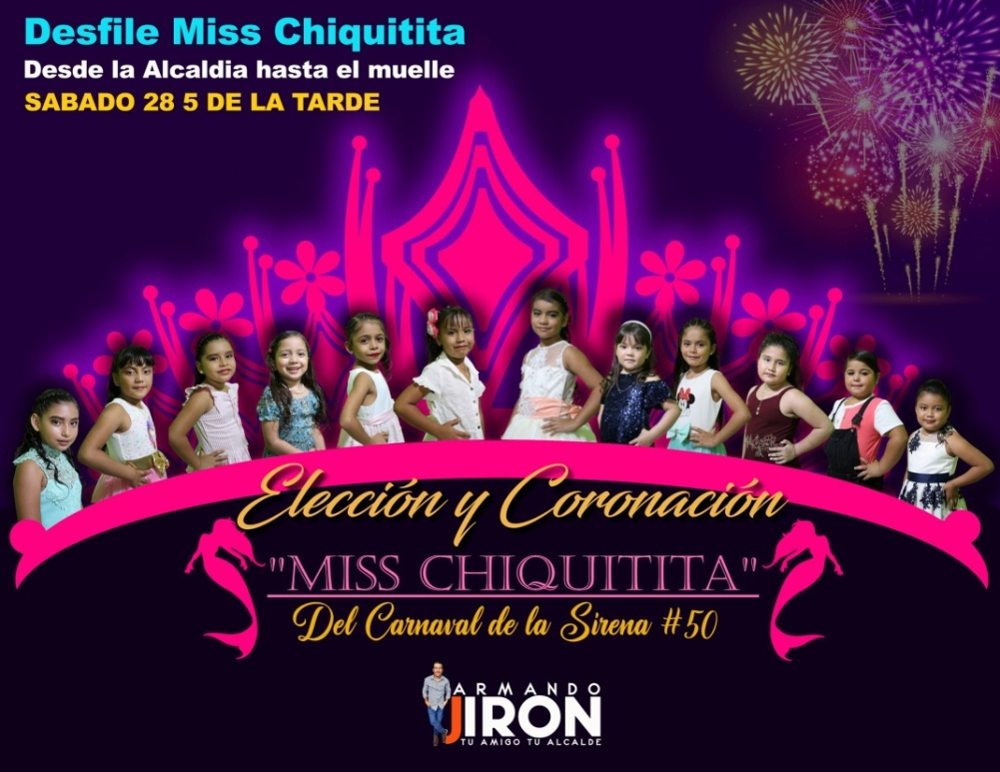 Desfile Miss Chiquitita
Desde la Alcaldia hasta el muelle
SABADO 28 5 DE LA TARDE
Elección y Coronación
"MISS CHIQUITITA"
Del Carnaval de la Sirena #50
ARMANDO
JIRON
TU AMIGO TU ALCALDE